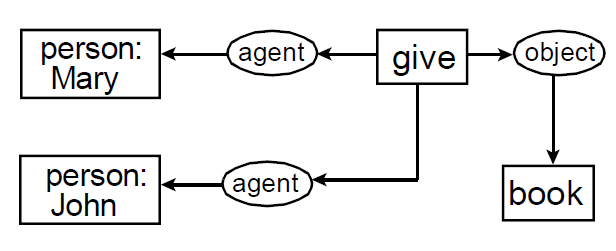 person:
Mary
agent
give
object
person:
John
agent
book